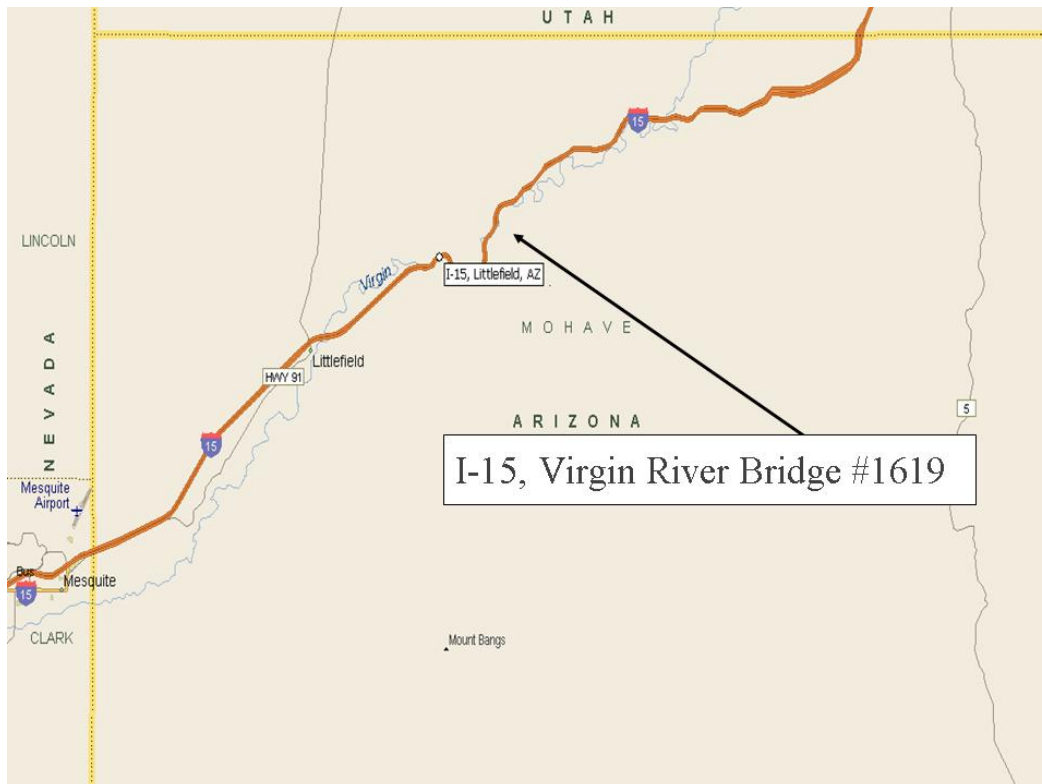 UTAH
15
LINCOLN
Virgin
I-15, Littlefield, AZ
MOHAVE
NEVADA
Littlefield
HWY 91
ARIZONA
5
15
I-15, Virgin River Bridge #1619
Mesquite
Airport
Bus
15
Mesquite
CLARK
Mount Bangs